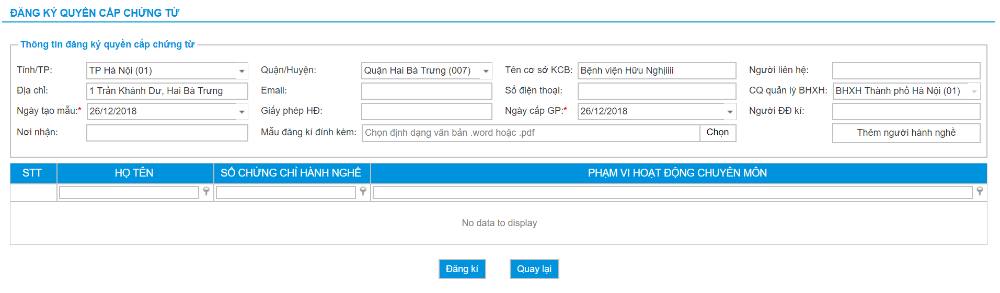 ĐĂNG KÝ QUYỀN CẤP CHỨNG TỪ
Thông tin đăng ký quyền cấp chứng từ
Tỉnh/TP: TP Hà Nội (01) Quận/Huyện: Quận Hai Bà Trưng (007) Tên cơ sở KCB: Bệnh viện Hữu Nghịiiii Người liên hệ:
Địa chỉ: 1 Trần Khánh Dư, Hai Bà Trưng Email: Số điện thoại: CQ quản lý BHXH: BHXH Thành phố Hà Nội (01)
Ngày tạo mẫu:* 26/12/2018 Giấy phép HĐ: Ngày cấp GP:* 26/12/2018 Người ĐĐ kí:
Nơi nhận: Mẫu đăng kí đính kèm: Chọn định dạng văn bản .word hoặc .pdf Chọn Thêm người hành nghề
STT HỌ TÊN SỐ CHỨNG CHỈ HÀNH NGHỀ PHẠM VI HOẠT ĐỘNG CHUYÊN MÔN
No data to display
Đăng kí Quay lại